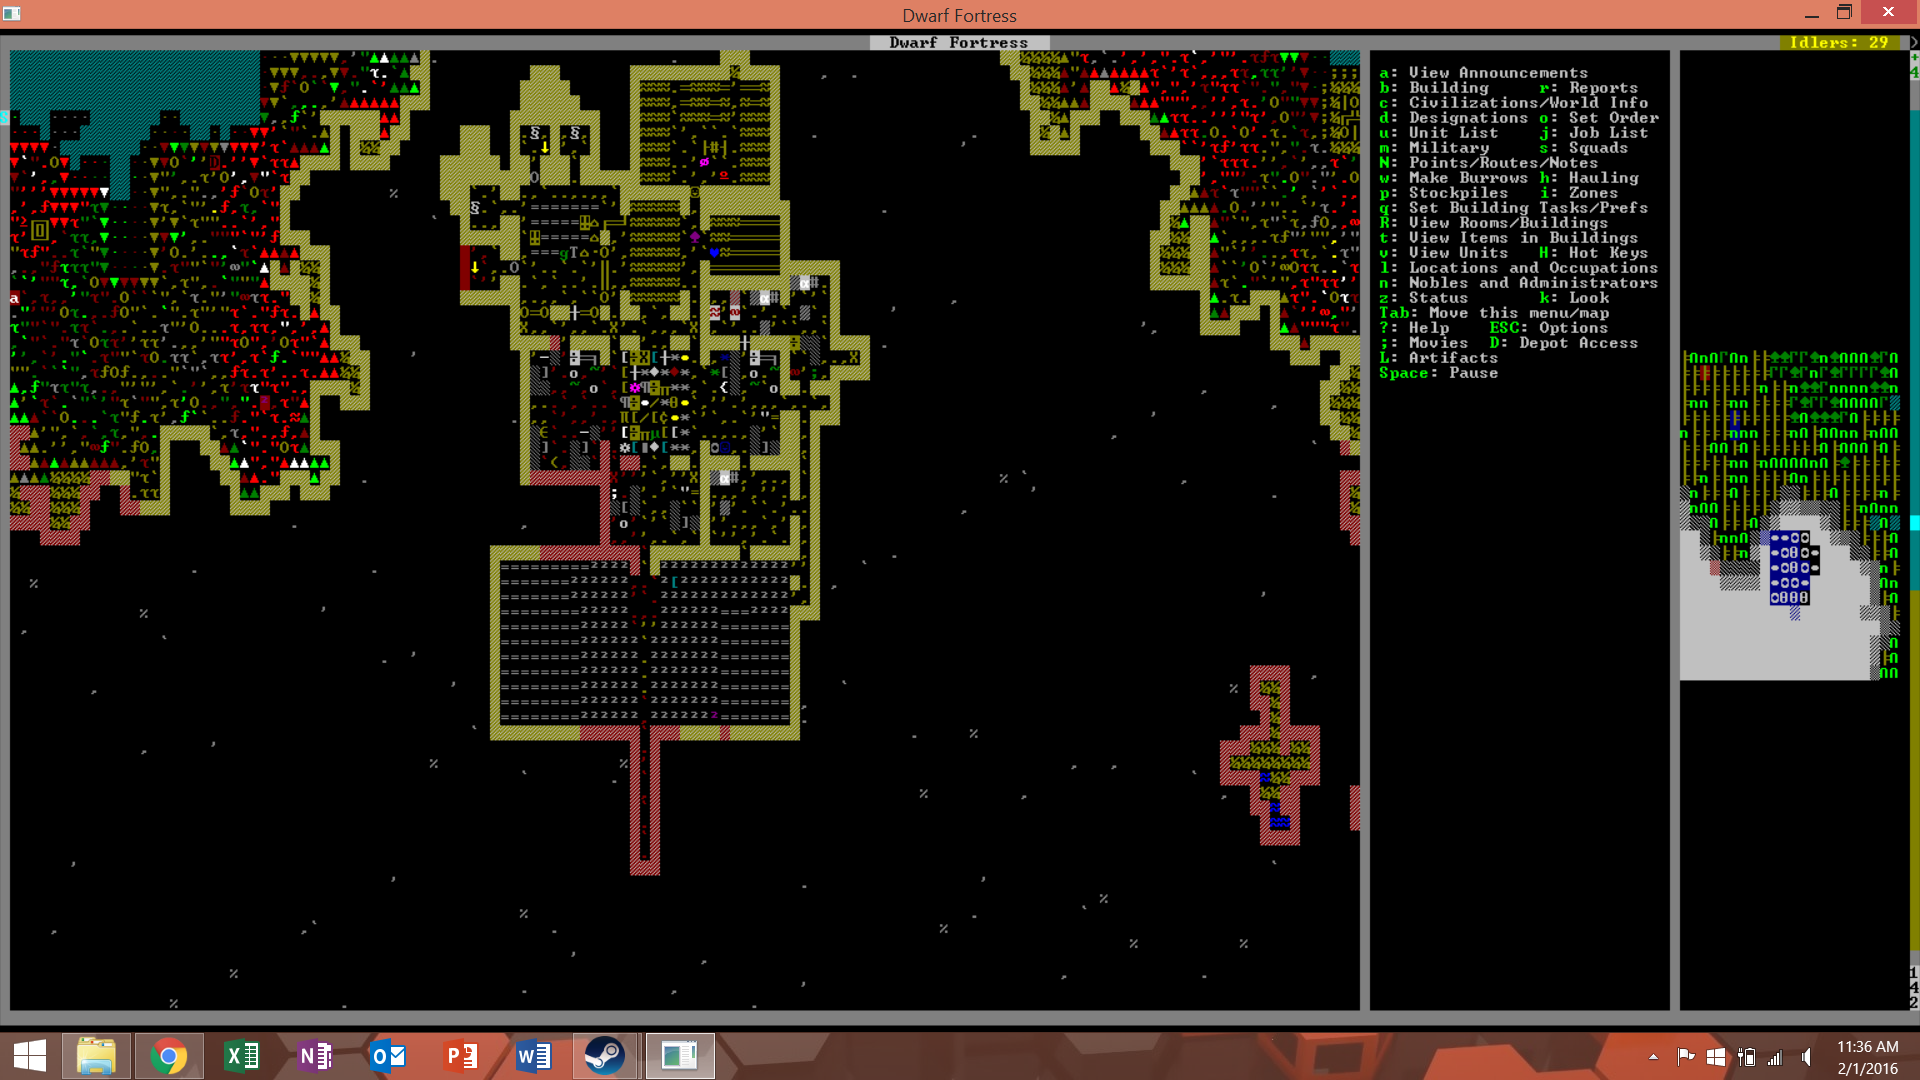 Dwarf Fortress
Dwarf Fortress
Idlers: 29
a: View Announcements
b: Building r: Reports
c: Civilizations/World Info
d: Designations o: Set Order
u: Unit List j: Job List
m: Military s: Squads
N: Points/Routes/Notes
w: Make Burrows h: Hauling
p: Stockpiles i: Zones
q: Set Building Tasks/Prefs
R: View Rooms/Buildings
t: View Items in Buildings
v: View Units H: Hot Keys
l: Locations and Occupations
n: Nobles and Administrators
z: Status k: Look
Tab: Move this menu/map
?: Help ESC: Options
;: Movies D: Depot Access
L: Artifacts
Space: Pause
11:36 AM
2/1/2016